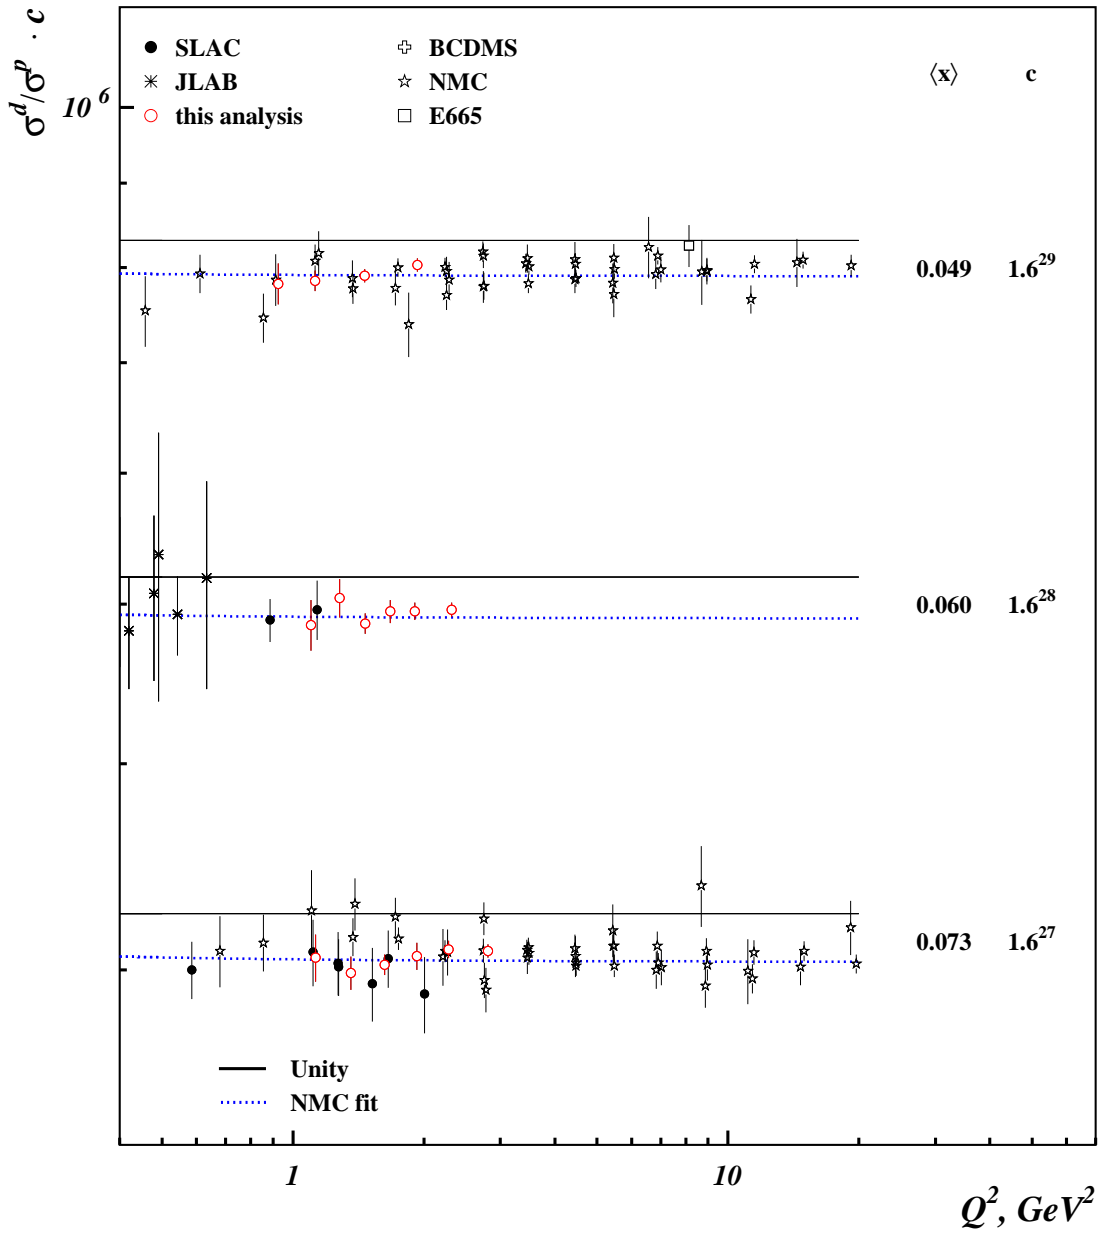 σ^d/σ^p · c
10^6
SLAC
JLAB
this analysis
BCDMS
NMC
E665
⟨x⟩ c
0.049 1.6^29
0.060 1.6^28
0.073 1.6^27
Unity
NMC fit
1 10
Q^2, GeV^2